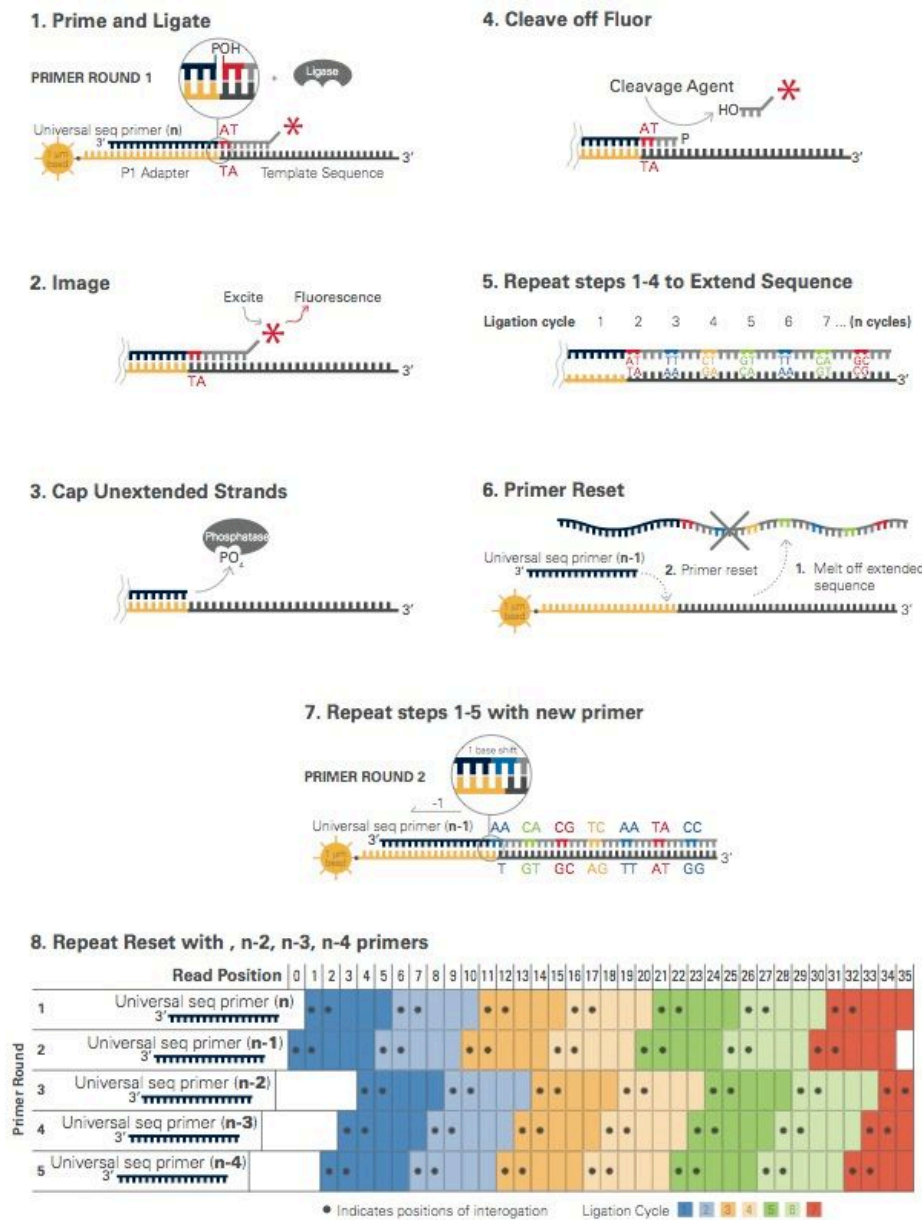 1. Prime and Ligate
PRIMER ROUND 1
POH
Ligase
Universal seq primer (n)
3'
AT
1 µm
bead
3'
P1 Adapter
TA
Template Sequence
4. Cleave off Fluor
Cleavage Agent
HO
AT
P
TA
3'
2. Image
Excite
Fluorescence
TA
3'
5. Repeat steps 1-4 to Extend Sequence
Ligation cycle 1 2 3 4 5 6 7 ... (n cycles)
AT TT CT GT TT CA GC
TA AA GA CA AA GT CG
3'
3. Cap Unextended Strands
Phosphatase
PO4
3'
6. Primer Reset
Universal seq primer (n-1)
3'
2. Primer reset
1. Melt off extended
sequence
1 µm
bead
3'
7. Repeat steps 1-5 with new primer
PRIMER ROUND 2
1 base shift
-1
Universal seq primer (n-1)
3'
AA CA CG TC AA TA CC
1 µm
bead
3'
T GT GC AG TT AT GG
8. Repeat Reset with , n-2, n-3, n-4 primers
Read Position 0 1 2 3 4 5 6 7 8 9 10 11 12 13 14 15 16 17 18 19 20 21 22 23 24 25 26 27 28 29 30 31 32 33 34 35
Primer Round
1 Universal seq primer (n)
3'
2 Universal seq primer (n-1)
3'
3 Universal seq primer (n-2)
3'
4 Universal seq primer (n-3)
3'
5 Universal seq primer (n-4)
3'
• Indicates positions of interogation Ligation Cycle 1 2 3 4 5 6 7